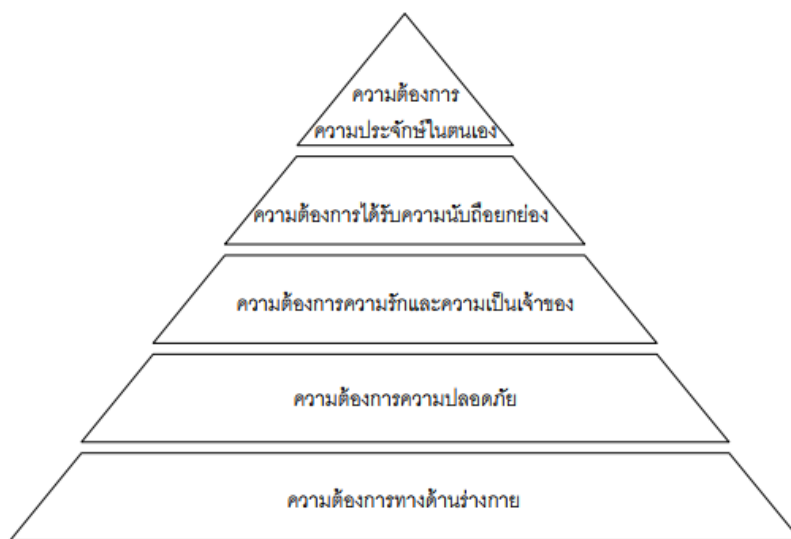 ความต้องการ
ความประจักษ์ในตนเอง
ความต้องการได้รับความนับถือยกย่อง
ความต้องการความรักและความเป็นเจ้าของ
ความต้องการความปลอดภัย
ความต้องการทางด้านร่างกาย